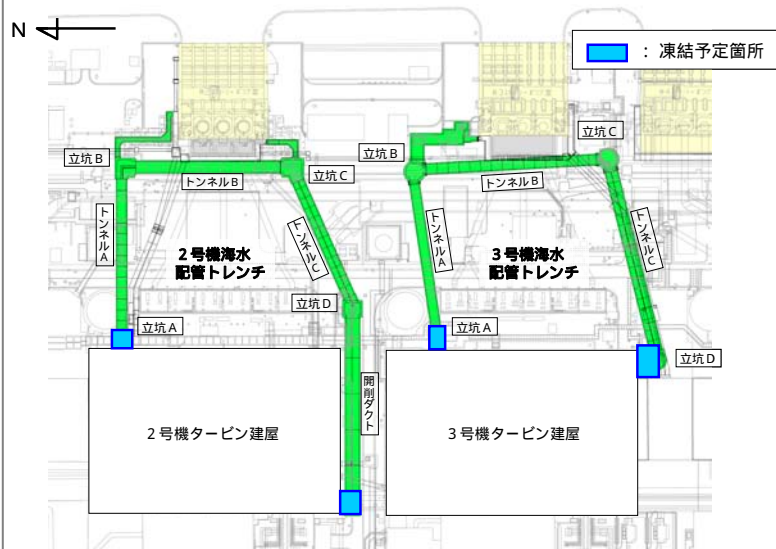 N
：凍結予定箇所
立坑C
立坑B
立坑B
トンネルB
立坑C
トンネルB
トンネルA
トンネルC
トンネルA
トンネルC
2号機海水
配管トレンチ
3号機海水
配管トレンチ
立坑D
立坑A
立坑A
立坑D
開削ダクト
2号機タービン建屋
3号機タービン建屋